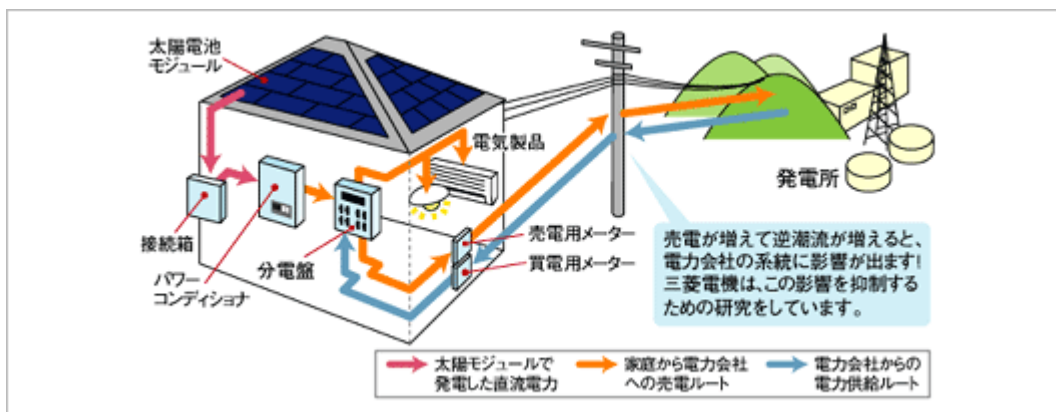 太陽電池
モジュール
電気製品
発電所
接続箱
パワー
コンディショナ
分電盤
売電用メーター
買電用メーター
売電が増えて逆潮流が増えると、
電力会社の系統に影響が出ます!
三菱電機は、この影響を抑制する
ための研究をしています。
太陽モジュールで
発電した直流電力
家庭から電力会社
への売電ルート
電力会社からの
電力供給ルート